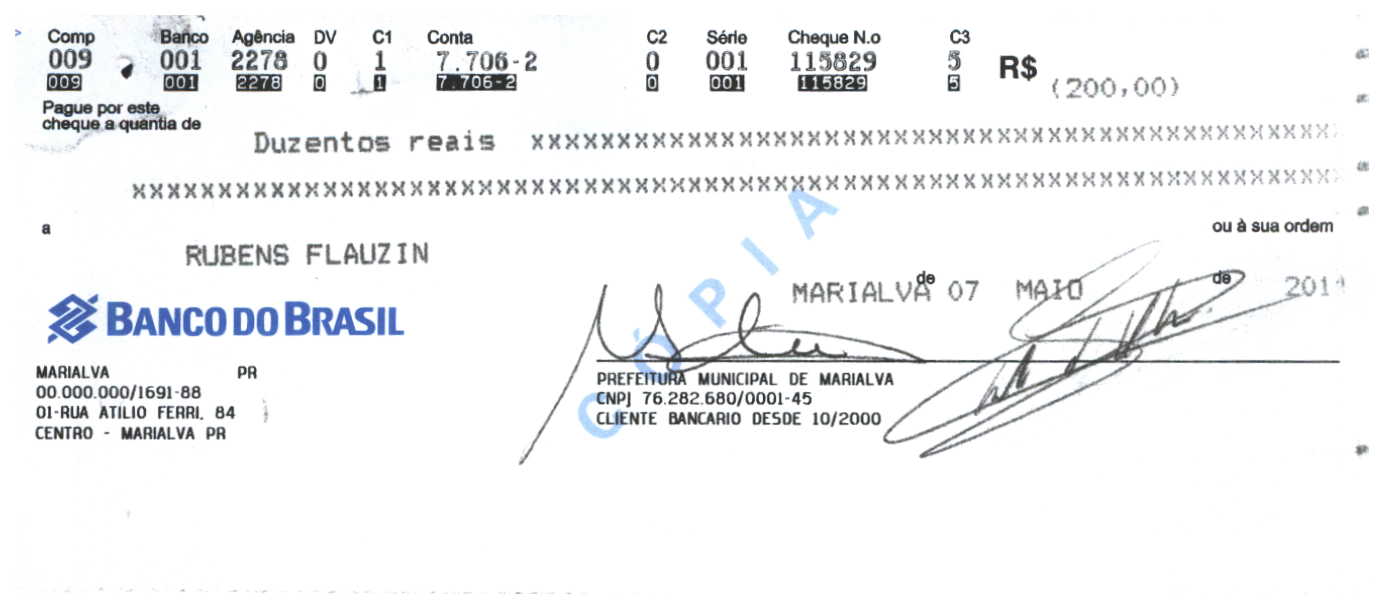 Comp Banco Agência DV C1 Conta C2 Série Cheque N.o C3
009 001 2278 0 1 7.706-2 0 001 115829 5 R$ (200,00)
009 001 2278 0 1 7.706-2 0 001 115829 5
Pague por este
cheque a quantia de
Duzentos reais xxxxxxxxxxxxxxxxxxxxxxxxxxxxxxxxxxxxxxxxxxxxxxx
xxxxxxxxxxxxxxxxxxxxxxxxxxxxxxxxxxxxxxxxxxxxxxxxxxxxxxxxxxxxxxxxxxxxxx
a ou à sua ordem
RUBENS FLAUZIN
MARIALVA de 07 MAIO de 2011
BANCO DO BRASIL
CÓPIA
MARIALVA PR
00.000.000/1691-88
01-RUA ATILIO FERRI, 84
CENTRO - MARIALVA PR
PREFEITURA MUNICIPAL DE MARIALVA
CNPJ 76.282.680/0001-45
CLIENTE BANCARIO DESDE 10/2000